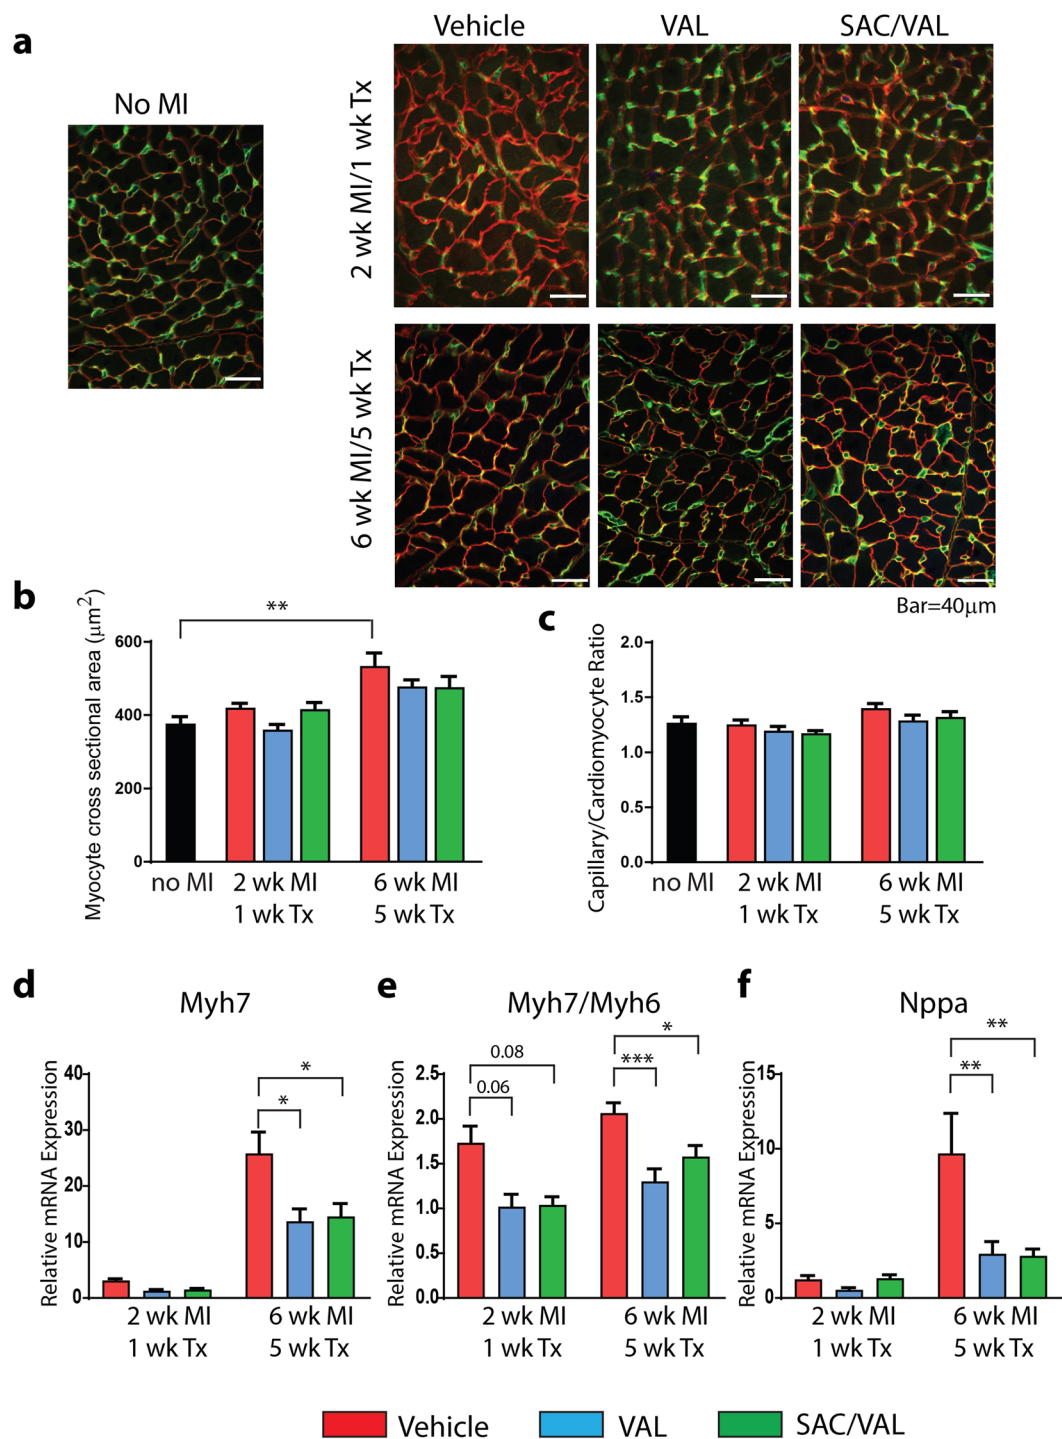 a
No MI
Vehicle
VAL
SAC/VAL
2 wk MI/1 wk Tx
6 wk MI/5 wk Tx
Bar=40μm
b
Myocyte cross sectional area (μm²)
600
400
200
0
**
no MI
2 wk MI
1 wk Tx
6 wk MI
5 wk Tx
c
Capillary/Cardiomyocyte Ratio
2.0
1.5
1.0
0.5
0.0
no MI
2 wk MI
1 wk Tx
6 wk MI
5 wk Tx
d
Myh7
Relative mRNA Expression
40
30
20
10
0
*
*
2 wk MI
1 wk Tx
6 wk MI
5 wk Tx
e
Myh7/Myh6
Relative mRNA Expression
2.5
2.0
1.5
1.0
0.5
0.0
0.08
0.06
*
***
2 wk MI
1 wk Tx
6 wk MI
5 wk Tx
f
Nppa
Relative mRNA Expression
15
10
5
0
**
**
2 wk MI
1 wk Tx
6 wk MI
5 wk Tx
Vehicle
VAL
SAC/VAL